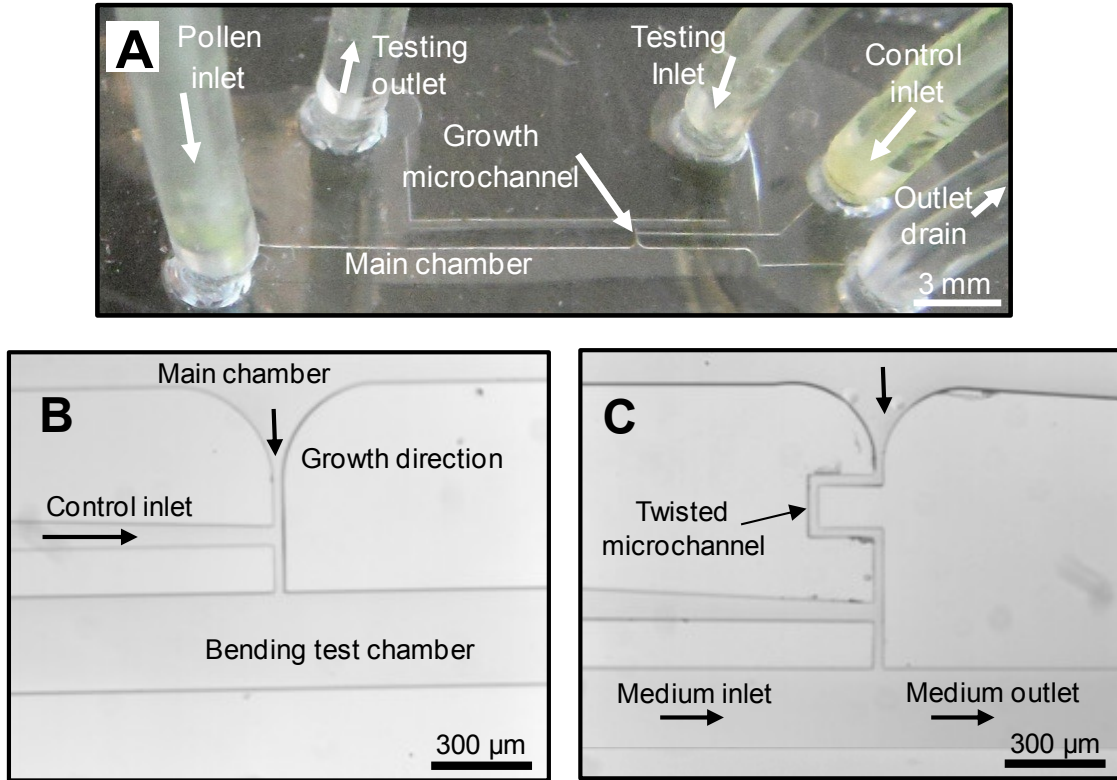 A
Pollen
inlet
Testing
outlet
Testing
Inlet
Control
inlet
Growth
microchannel
Outlet
drain
Main chamber
3 mm
B
Main chamber
Growth direction
Control inlet
Bending test chamber
300 µm
C
Twisted
microchannel
Medium inlet
Medium outlet
300 µm